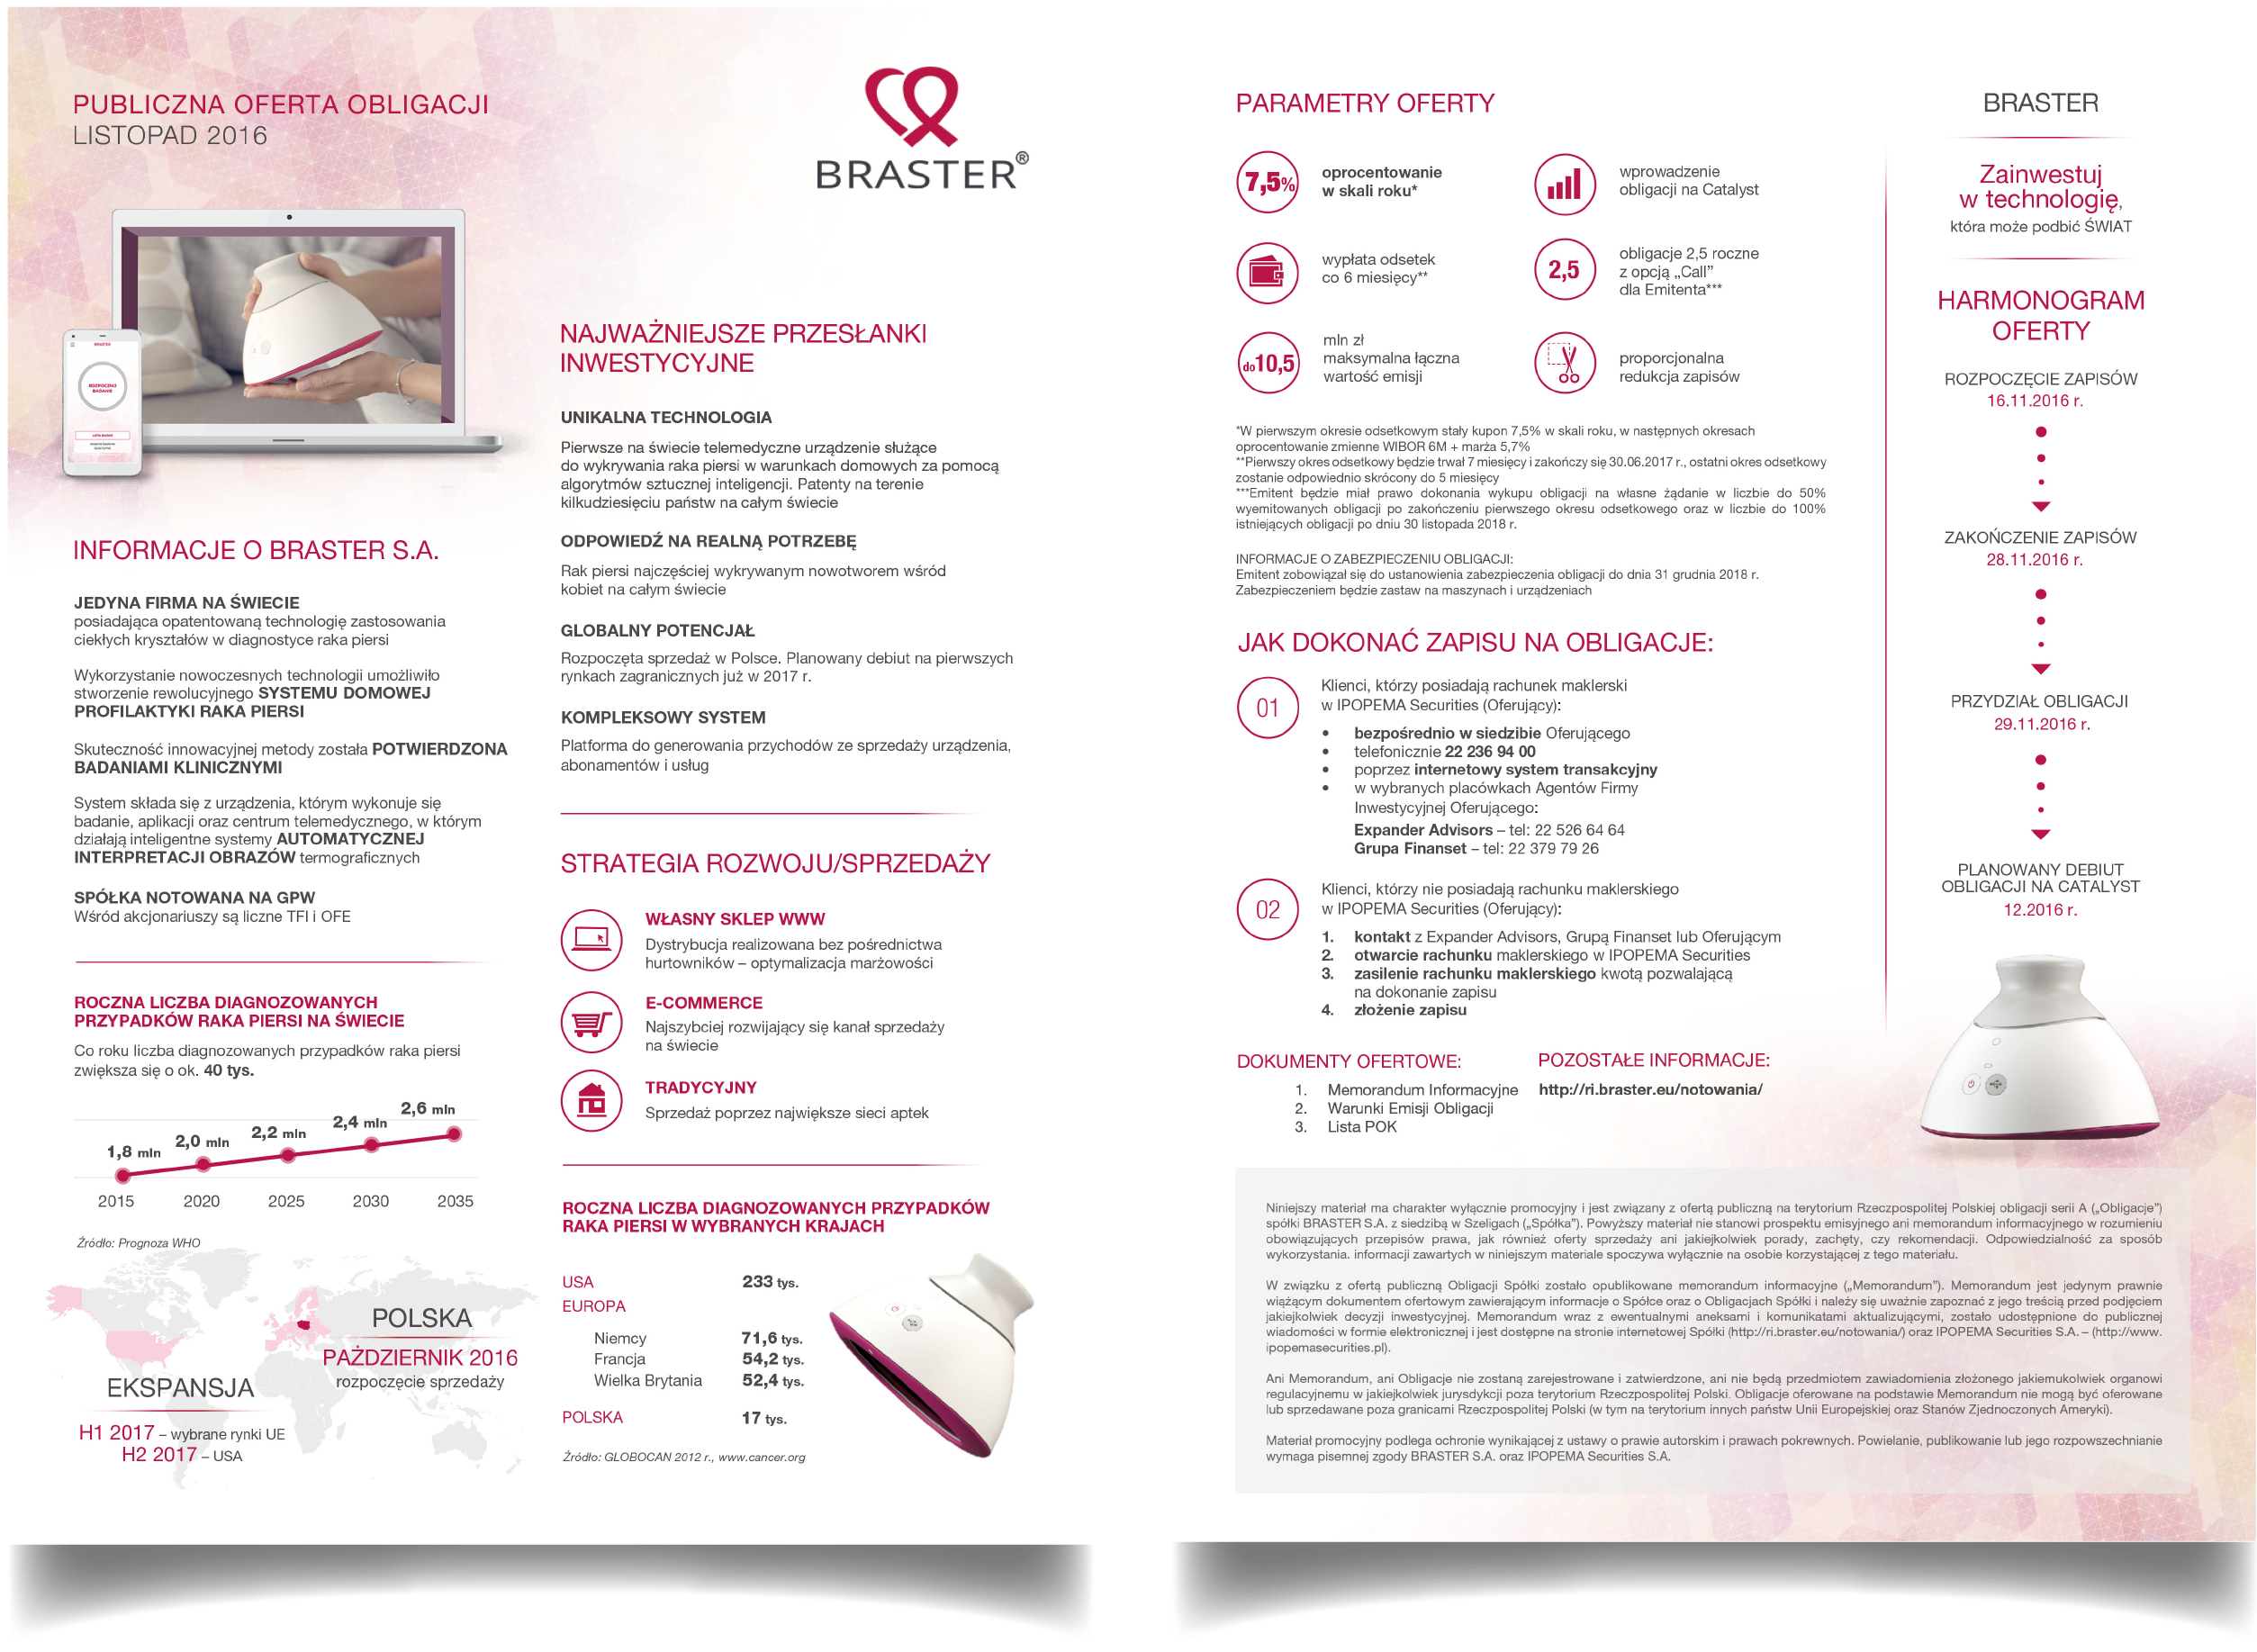 PUBLICZNA OFERTA OBLIGACJI
LISTOPAD 2016
BRASTER®
BRASTER
ROZPOCZNIJ
BADANIE
INFORMACJE O BRASTER S.A.
JEDYNA FIRMA NA ŚWIECIE
posiadająca opatentowaną technologię zastosowania
ciekłych kryształów w diagnostyce raka piersi
Wykorzystanie nowoczesnych technologii umożliwiło
stworzenie rewolucyjnego SYSTEMU DOMOWEJ
PROFILAKTYKI RAKA PIERSI
Skuteczność innowacyjnej metody została POTWIERDZONA
BADANIAMI KLINICZNYMI
System składa się z urządzenia, którym wykonuje się
badanie, aplikacji oraz centrum telemedycznego, w którym
działają inteligentne systemy AUTOMATYCZNEJ
INTERPRETACJI OBRAZÓW termograficznych
SPÓŁKA NOTOWANA NA GPW
Wśród akcjonariuszy są liczne TFI i OFE
ROCZNA LICZBA DIAGNOZOWANYCH
PRZYPADKÓW RAKA PIERSI NA ŚWIECIE
Co roku liczba diagnozowanych przypadków raka piersi
zwiększa się o ok. 40 tys.
1,8 mln
2,0 mln
2,2 mln
2,4 mln
2,6 mln
2015 2020 2025 2030 2035
Źródło: Prognoza WHO
POLSKA
PAŹDZIERNIK 2016
rozpoczęcie sprzedaży
EKSPANSJA
H1 2017 – wybrane rynki UE
H2 2017 – USA
NAJWAŻNIEJSZE PRZESŁANKI
INWESTYCYJNE
UNIKALNA TECHNOLOGIA
Pierwsze na świecie telemedyczne urządzenie służące
do wykrywania raka piersi w warunkach domowych za pomocą
algorytmów sztucznej inteligencji. Patenty na terenie
kilkudziesięciu państw na całym świecie
ODPOWIEDŹ NA REALNĄ POTRZEBĘ
Rak piersi najczęściej wykrywanym nowotworem wśród
kobiet na całym świecie
GLOBALNY POTENCJAŁ
Rozpoczęta sprzedaż w Polsce. Planowany debiut na pierwszych
rynkach zagranicznych już w 2017 r.
KOMPLEKSOWY SYSTEM
Platforma do generowania przychodów ze sprzedaży urządzenia,
abonamentów i usług
STRATEGIA ROZWOJU/SPRZEDAŻY
WŁASNY SKLEP WWW
Dystrybucja realizowana bez pośrednictwa
hurtowników – optymalizacja marżowości
E-COMMERCE
Najszybciej rozwijający się kanał sprzedaży
na świecie
TRADYCYJNY
Sprzedaż poprzez największe sieci aptek
ROCZNA LICZBA DIAGNOZOWANYCH PRZYPADKÓW
RAKA PIERSI W WYBRANYCH KRAJACH
USA 233 tys.
EUROPA
Niemcy 71,6 tys.
Francja 54,2 tys.
Wielka Brytania 52,4 tys.
POLSKA 17 tys.
Źródło: GLOBOCAN 2012 r., www.cancer.org
PARAMETRY OFERTY
7,5%
oprocentowanie
w skali roku*
wprowadzenie
obligacji na Catalyst
wypłata odsetek
co 6 miesięcy**
2,5
obligacje 2,5 roczne
z opcją „Call”
dla Emitenta***
do 10,5
mln zł
maksymalna łączna
wartość emisji
proporcjonalna
redukcja zapisów
*W pierwszym okresie odsetkowym stały kupon 7,5% w skali roku, w następnych okresach
oprocentowanie zmienne WIBOR 6M + marża 5,7%
**Pierwszy okres odsetkowy będzie trwał 7 miesięcy i zakończy się 30.06.2017 r., ostatni okres odsetkowy
zostanie odpowiednio skrócony do 5 miesięcy
***Emitent będzie miał prawo dokonania wykupu obligacji na własne żądanie w liczbie do 50%
wyemitowanych obligacji po zakończeniu pierwszego okresu odsetkowego oraz w liczbie do 100%
istniejących obligacji po dniu 30 listopada 2018 r.
INFORMACJE O ZABEZPIECZENIU OBLIGACJI:
Emitent zobowiązał się do ustanowienia zabezpieczenia obligacji do dnia 31 grudnia 2018 r.
Zabezpieczeniem będzie zastaw na maszynach i urządzeniach
JAK DOKONAĆ ZAPISU NA OBLIGACJE:
01
Klienci, którzy posiadają rachunek maklerski
w IPOPEMA Securities (Oferujący):
• bezpośrednio w siedzibie Oferującego
• telefonicznie 22 236 94 00
• poprzez internetowy system transakcyjny
• w wybranych placówkach Agentów Firmy
Inwestycyjnej Oferującego:
Expander Advisors – tel: 22 526 64 64
Grupa Finanset – tel: 22 379 79 26
02
Klienci, którzy nie posiadają rachunku maklerskiego
w IPOPEMA Securities (Oferujący):
1. kontakt z Expander Advisors, Grupą Finanset lub Oferującym
2. otwarcie rachunku maklerskiego w IPOPEMA Securities
3. zasilenie rachunku maklerskiego kwotą pozwalającą
na dokonanie zapisu
4. złożenie zapisu
DOKUMENTY OFERTOWE:
1. Memorandum Informacyjne
2. Warunki Emisji Obligacji
3. Lista POK
POZOSTAŁE INFORMACJE:
http://ri.braster.eu/notowania/
BRASTER
Zainwestuj
w technologię,
która może podbić ŚWIAT
HARMONOGRAM
OFERTY
ROZPOCZĘCIE ZAPISÓW
16.11.2016 r.
ZAKOŃCZENIE ZAPISÓW
28.11.2016 r.
PRZYDZIAŁ OBLIGACJI
29.11.2016 r.
PLANOWANY DEBIUT
OBLIGACJI NA CATALYST
12.2016 r.
Niniejszy materiał ma charakter wyłącznie promocyjny i jest związany z ofertą publiczną na terytorium Rzeczpospolitej Polskiej obligacji serii A („Obligacje”)
spółki BRASTER S.A. z siedzibą w Szeligach („Spółka”). Powyższy materiał nie stanowi prospektu emisyjnego ani memorandum informacyjnego w rozumieniu
obowiązujących przepisów prawa, jak również oferty sprzedaży ani jakiejkolwiek porady, zachęty, czy rekomendacji. Odpowiedzialność za sposób
wykorzystania. informacji zawartych w niniejszym materiale spoczywa wyłącznie na osobie korzystającej z tego materiału.
W związku z ofertą publiczną Obligacji Spółki zostało opublikowane memorandum informacyjne („Memorandum”). Memorandum jest jedynym prawnie
wiążącym dokumentem ofertowym zawierającym informacje o Spółce oraz o Obligacjach Spółki i należy się uważnie zapoznać z jego treścią przed podjęciem
jakiejkolwiek decyzji inwestycyjnej. Memorandum wraz z ewentualnymi aneksami i komunikatami aktualizującymi, zostało udostępnione do publicznej
wiadomości w formie elektronicznej i jest dostępne na stronie internetowej Spółki (http://ri.braster.eu/notowania/) oraz IPOPEMA Securities S.A. – (http://www.
ipopemasecurities.pl).
Ani Memorandum, ani Obligacje nie zostaną zarejestrowane i zatwierdzone, ani nie będą przedmiotem zawiadomienia złożonego jakiemukolwiek organowi
regulacyjnemu w jakiejkolwiek jurysdykcji poza terytorium Rzeczpospolitej Polski. Obligacje oferowane na podstawie Memorandum nie mogą być oferowane
lub sprzedawane poza granicami Rzeczpospolitej Polski (w tym na terytorium innych państw Unii Europejskiej oraz Stanów Zjednoczonych Ameryki).
Materiał promocyjny podlega ochronie wynikającej z ustawy o prawie autorskim i prawach pokrewnych. Powielanie, publikowanie lub jego rozpowszechnianie
wymaga pisemnej zgody BRASTER S.A. oraz IPOPEMA Securities S.A.